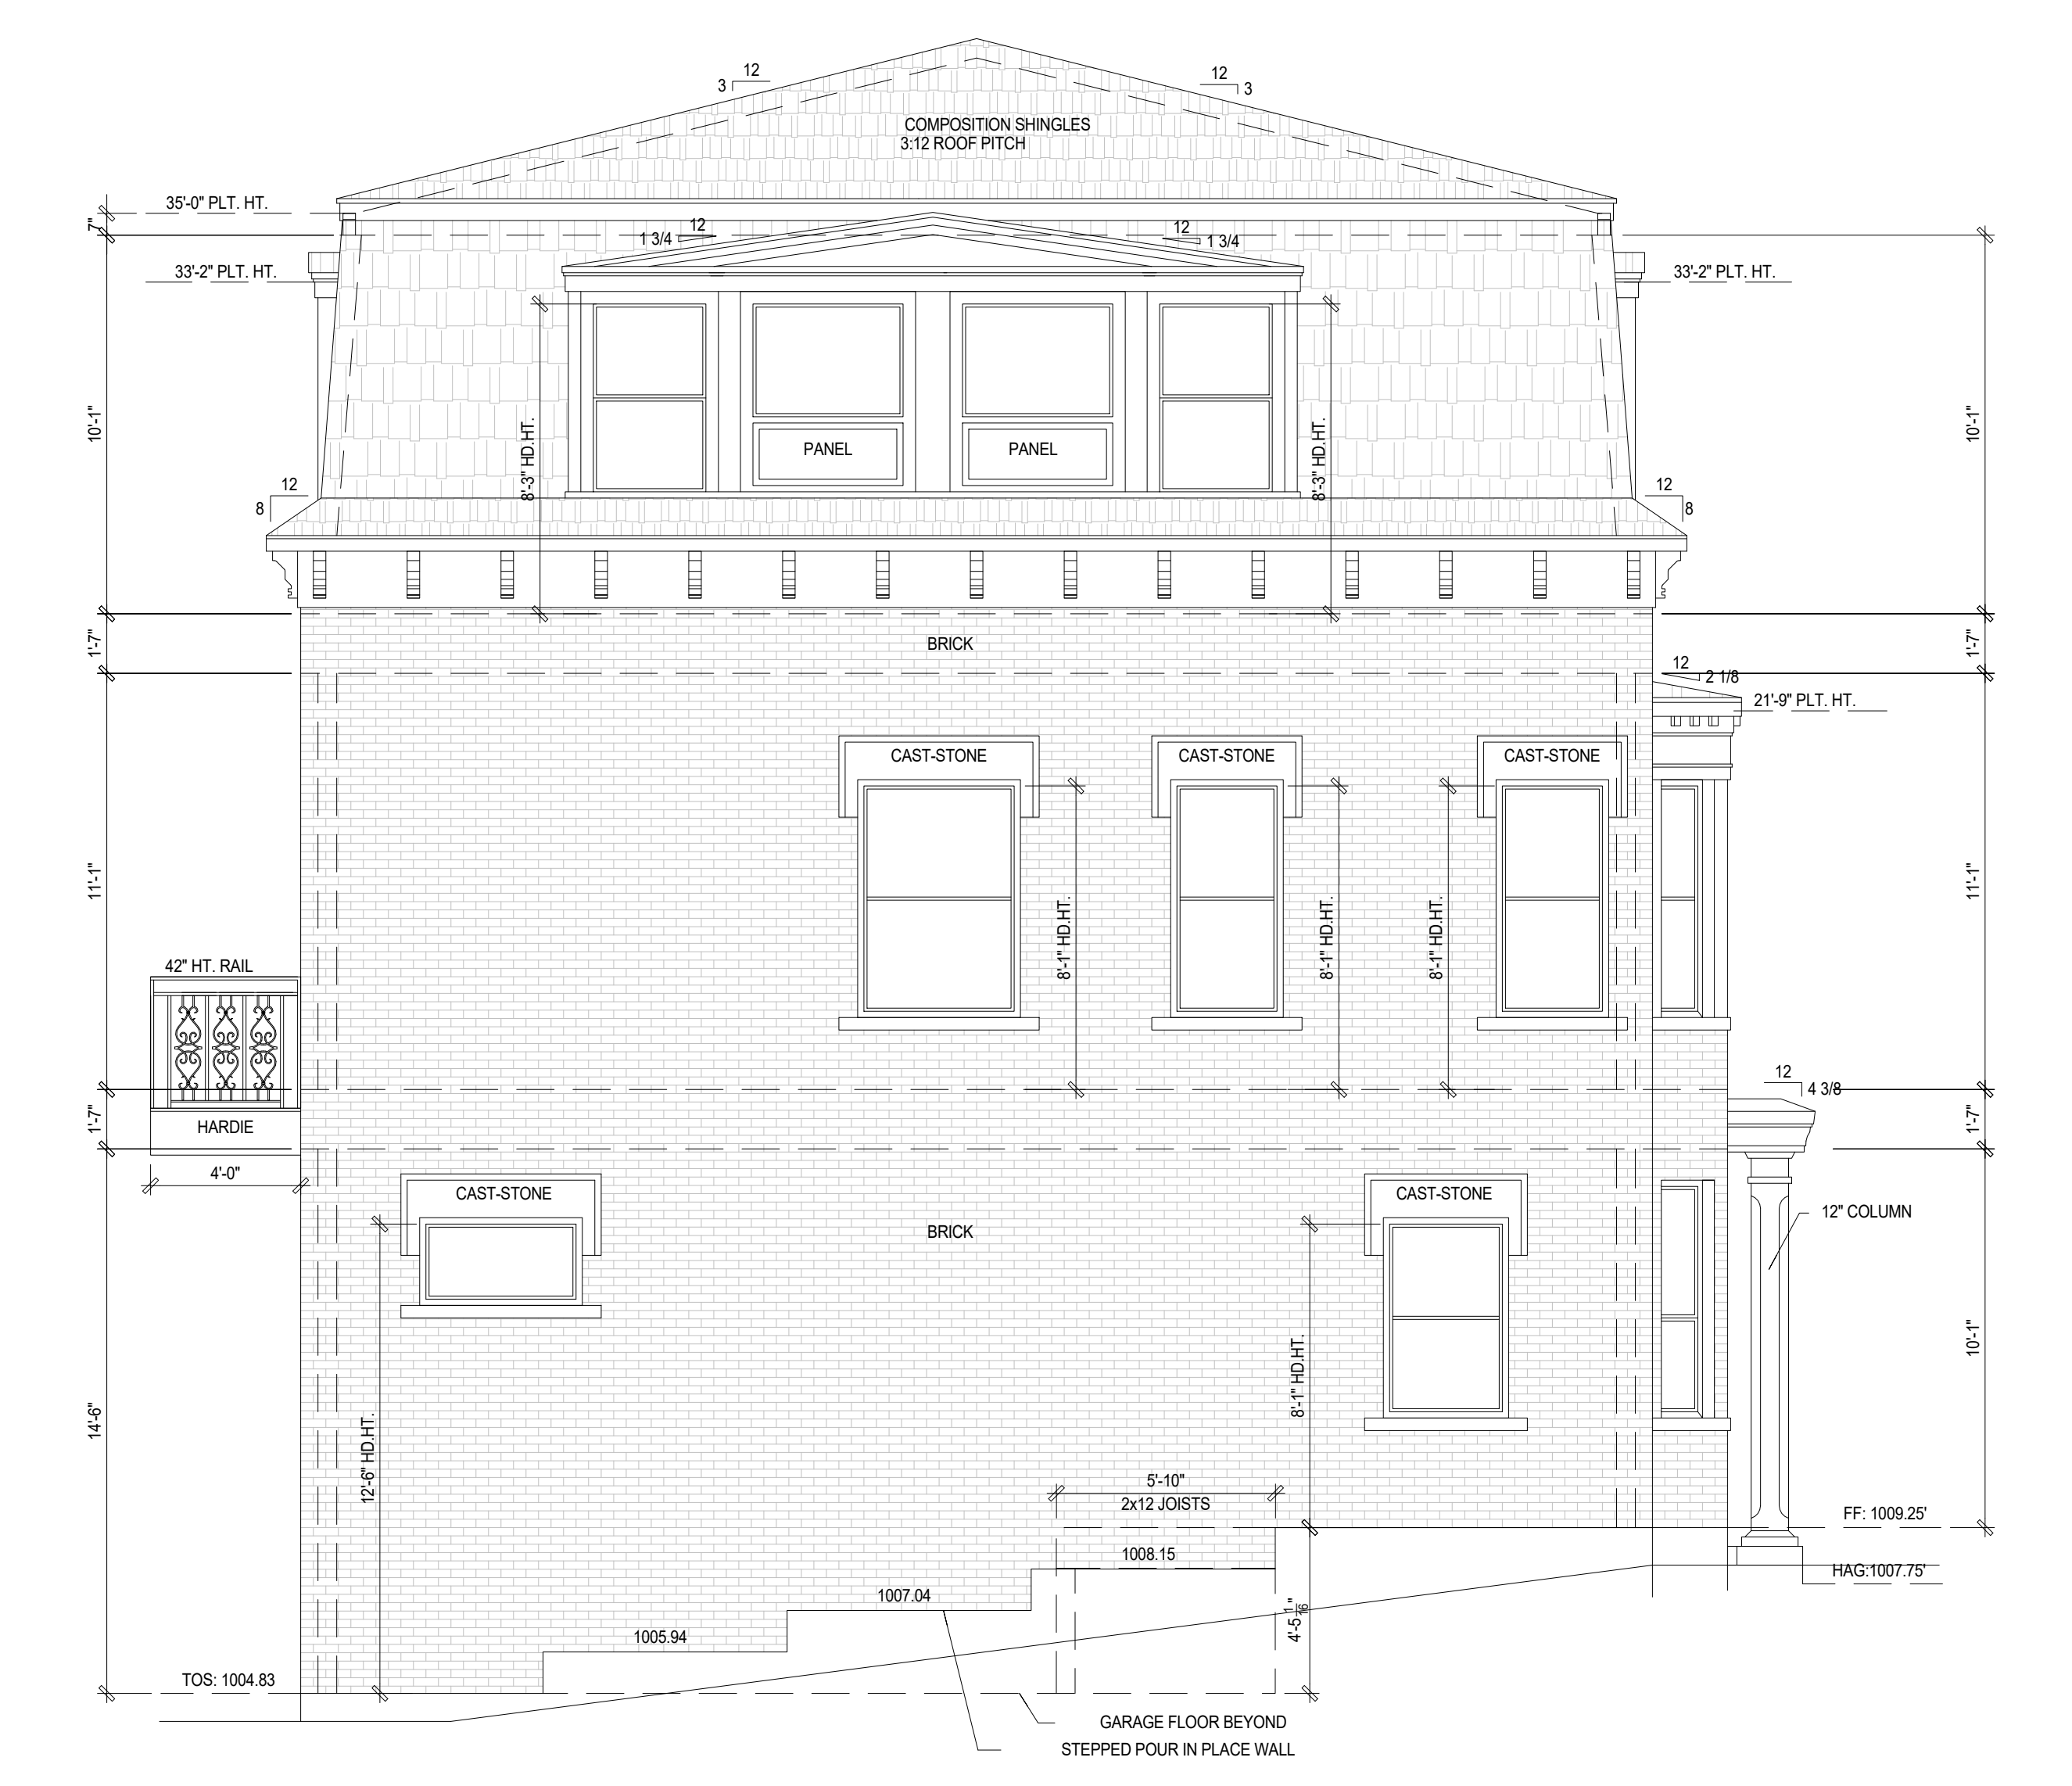 12
3
12
3
COMPOSITION SHINGLES
3:12 ROOF PITCH
35'-0" PLT. HT.
7"
12
1 3/4
12
1 3/4
33'-2" PLT. HT.
33'-2" PLT. HT.
10'-1"
10'-1"
8'-3" HD.HT.
8'-3" HD.HT.
PANEL
PANEL
12
8
12
8
1'-7"
BRICK
1'-7"
12
2 1/8
21'-9" PLT. HT.
CAST-STONE
CAST-STONE
CAST-STONE
11'-1"
11'-1"
8'-1" HD.HT.
8'-1" HD.HT.
8'-1" HD.HT.
42" HT. RAIL
12
4 3/8
1'-7"
HARDIE
1'-7"
4'-0"
CAST-STONE
CAST-STONE
12" COLUMN
BRICK
10'-1"
8'-1" HD.HT.
14'-6"
12'-6" HD.HT.
5'-10"
2x12 JOISTS
FF: 1009.25'
1008.15
HAG:1007.75'
1007.04
4'-5 1/16"
1005.94
TOS: 1004.83
GARAGE FLOOR BEYOND
STEPPED POUR IN PLACE WALL